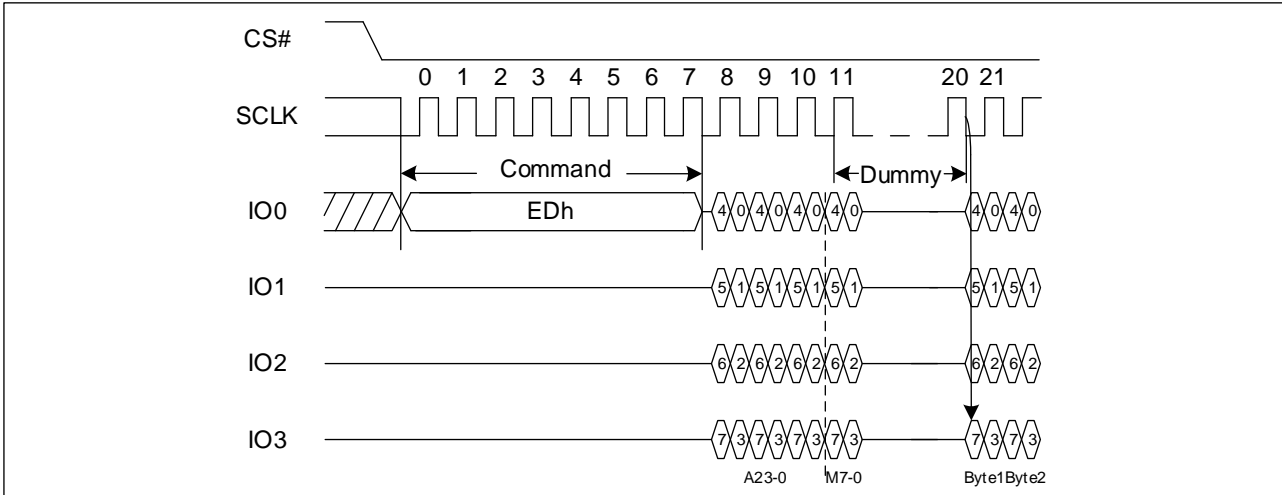 CS#
0 1 2 3 4 5 6 7 8 9 10 11 20 21
SCLK
Command
Dummy
IO0 EDh 4 0 4 0 4 0 4 0 4 0 4 0
IO1 5 1 5 1 5 1 5 1 5 1 5 1
IO2 6 2 6 2 6 2 6 2 6 2 6 2
IO3 7 3 7 3 7 3 7 3 7 3 7 3
A23-0 M7-0 Byte1 Byte2